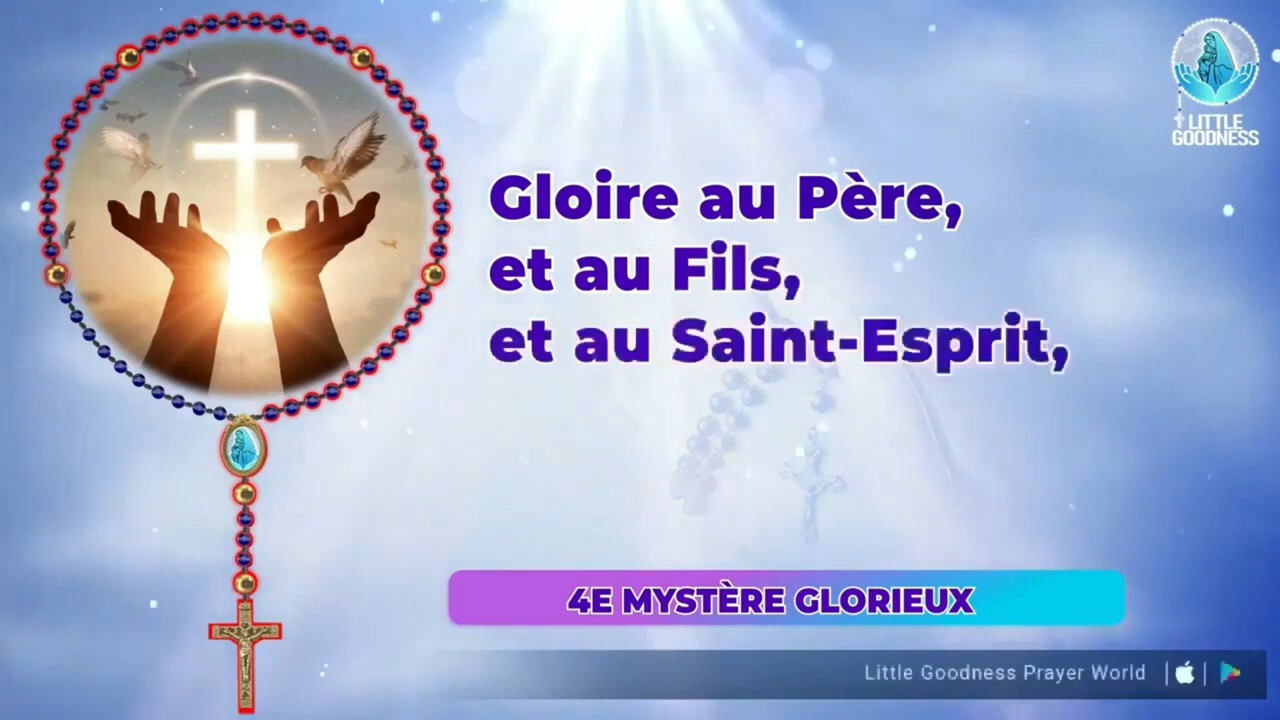 LITTLE
GOODNESS
Gloire au Père,
et au Fils,
et au Saint-Esprit,
4E MYSTÈRE GLORIEUX
Little Goodness Prayer World